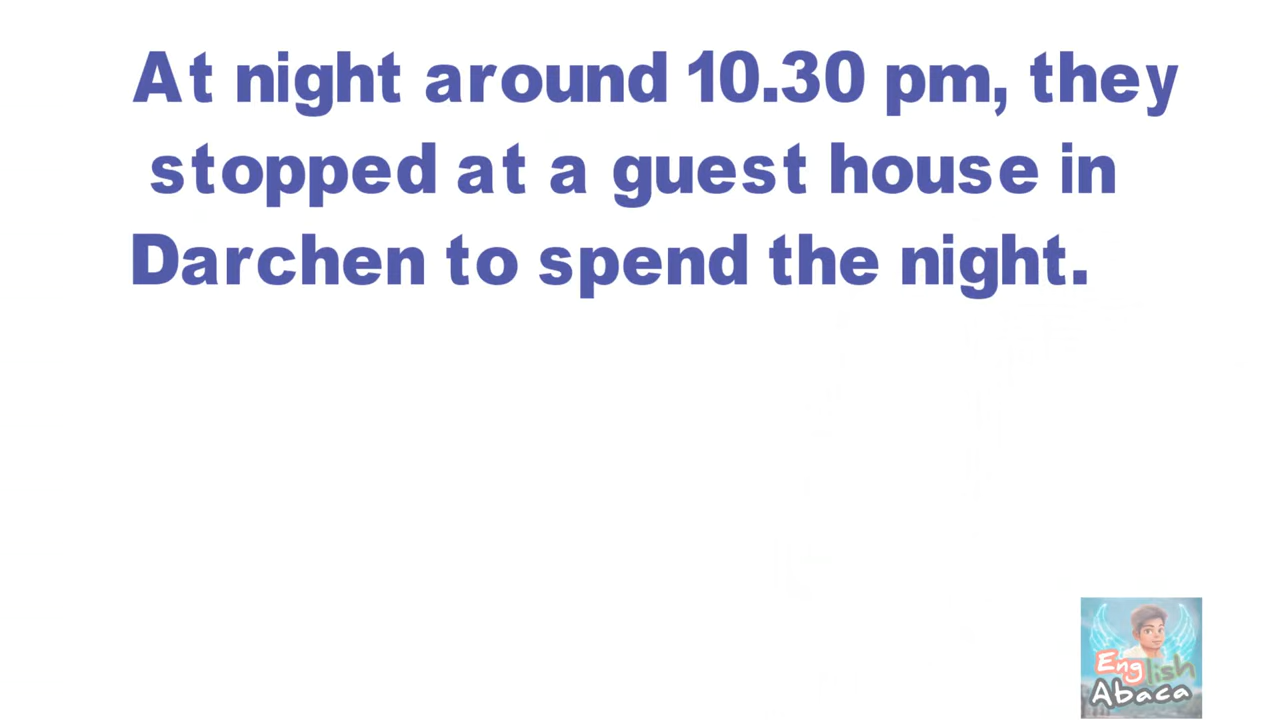 At night around 10.30 pm, they
stopped at a guest house in
Darchen to spend the night.
English
Abaca